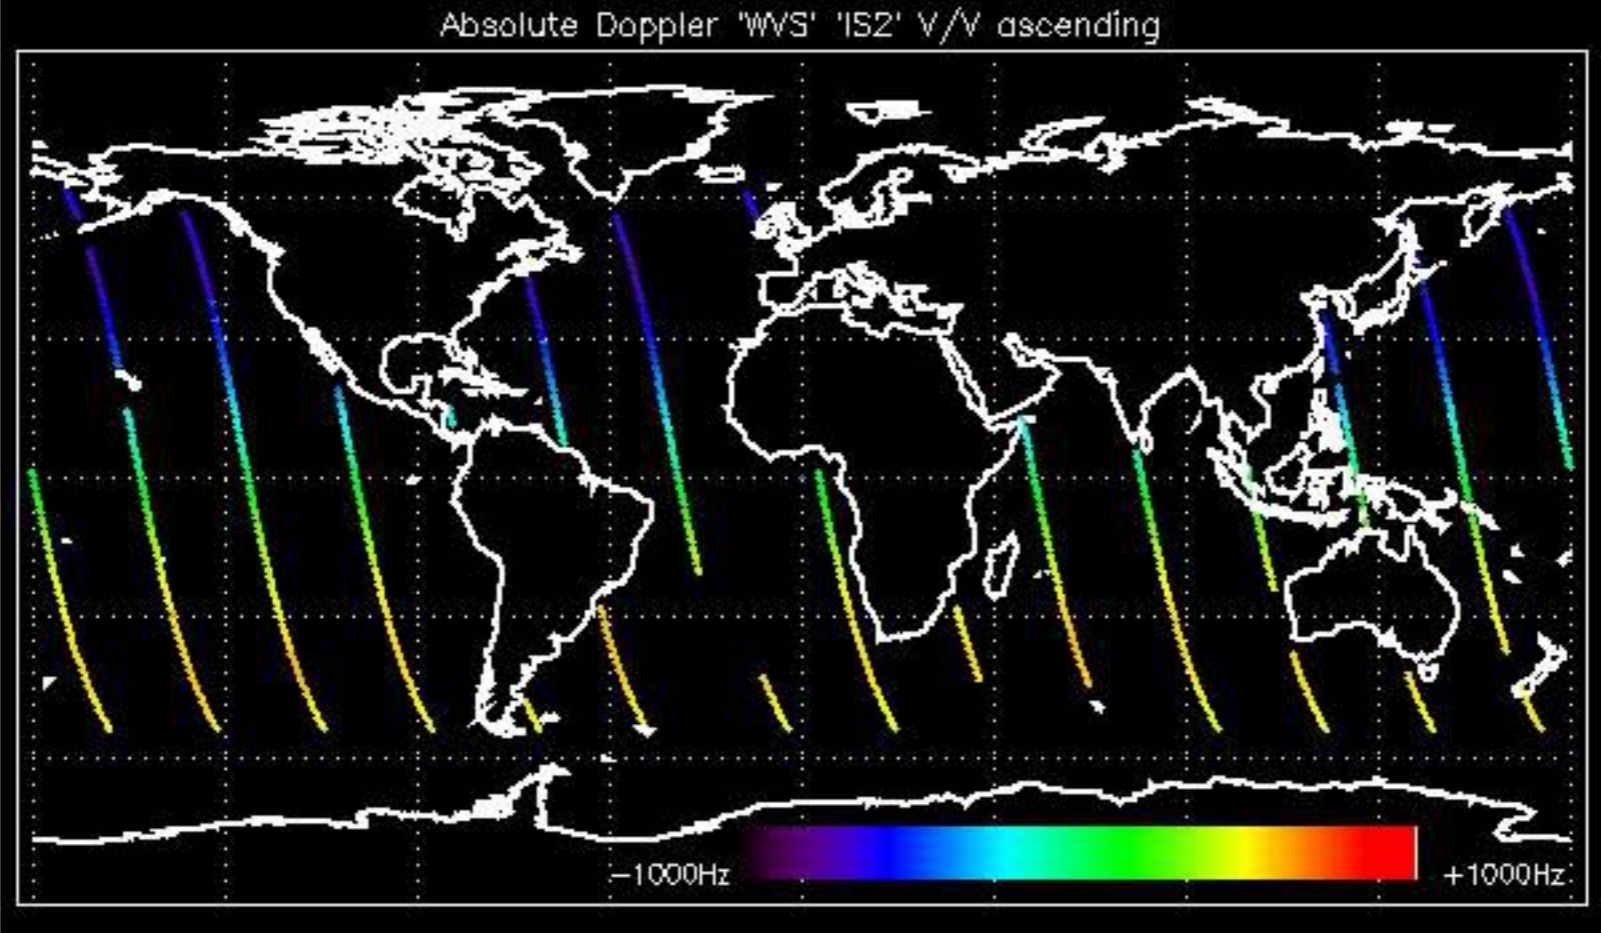 Absolute Doppler 'WVS' 'IS2' V/V ascending
-1000Hz +1000Hz